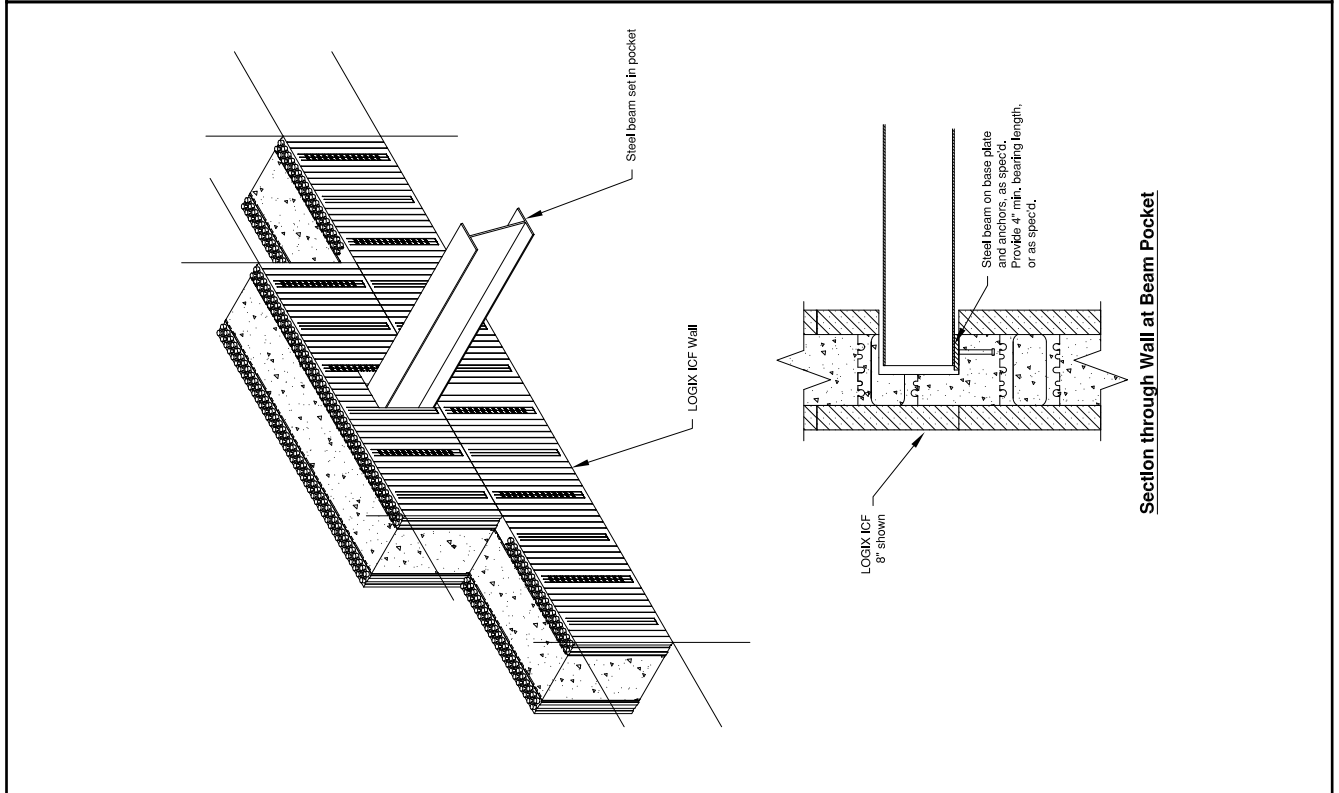 Steel beam set in pocket
LOGIX ICF Wall
Steel beam on base plate
and anchors, as spec'd.
Provide 4" min. bearing length,
or as spec'd.
LOGIX ICF
8" shown
Section through Wall at Beam Pocket